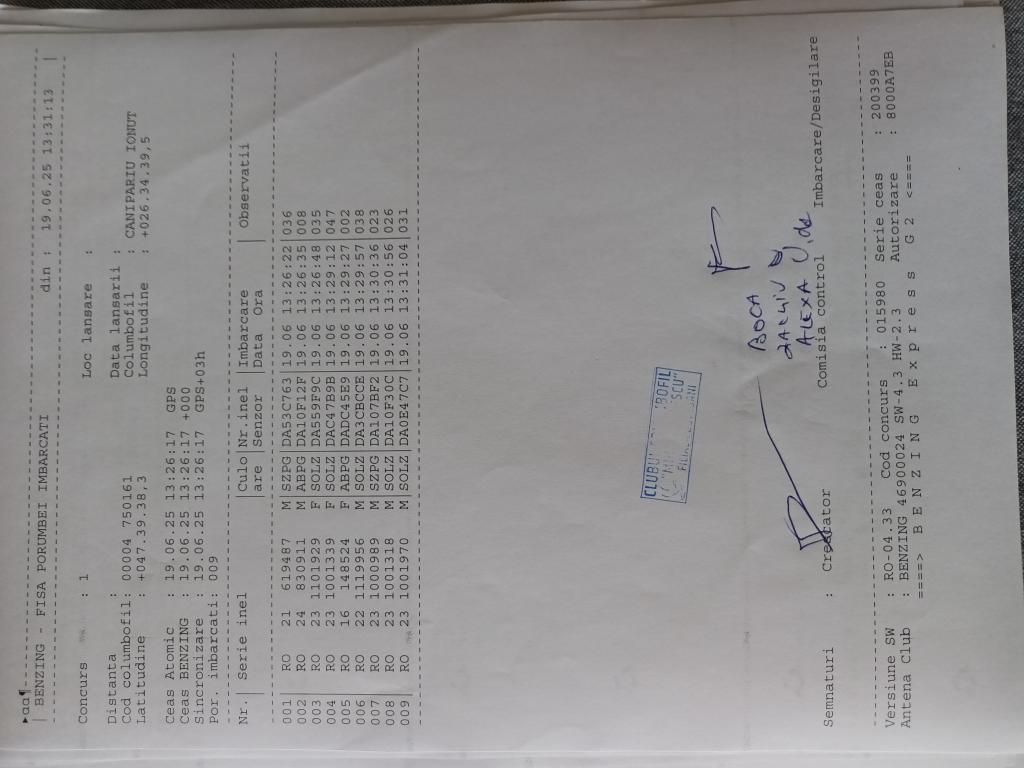 ►αα¶
| BENZING - FISA PORUMBEI IMBARCATI din : 19.06.25 13:31:13 |
Concurs : 1 Loc lansare :
Distanta : Data lansarii :
Cod columbofil: 00004 750161 Columbofil : CANIPARIU IONUT
Latitudine : +047.39.38,3 Longitudine : +026.34.39,5
Ceas Atomic : 19.06.25 13:26:17 GPS
Ceas BENZING : 19.06.25 13:26:17 +000
Sincronizare : 19.06.25 13:26:17 GPS+03h
Por. imbarcati: 009
Nr.| Serie inel |Culo|Nr.inel |Imbarcare | Observatii
|are |Senzor |Data Ora |
001| RO 21 619487 M|SZPG|DA53C763|19.06 13:26:22|036
002| RO 24 830911 M|ABPG|DA10F12F|19.06 13:26:35|008
003| RO 23 1101929 F|SOLZ|DA559F9C|19.06 13:26:48|035
004| RO 23 1001339 F|SOLZ|DAC47B9B|19.06 13:29:12|047
005| RO 16 148524 F|ABPG|DADC45E9|19.06 13:29:27|002
006| RO 22 1119956 M|SOLZ|DA3CBCCE|19.06 13:29:57|038
007| RO 23 1000989 M|SZPG|DA107BF2|19.06 13:30:36|023
008| RO 23 1001318 M|SOLZ|DA10F30C|19.06 13:30:56|026
009| RO 23 1001970 M|SOLZ|DA0E47C7|19.06 13:31:04|031
BOCA
ALEXA
Semnaturi : Crescator Comisia control Imbarcare/Desigilare
Versiune SW : RO-04.33 Cod concurs : 015980 Serie ceas : 200399
Antena Club : BENZING 46900024 SW-4.3 HW-2.3 Autorizare : 8000A7EB
====> B E N Z I N G E x p r e s s G 2 <====